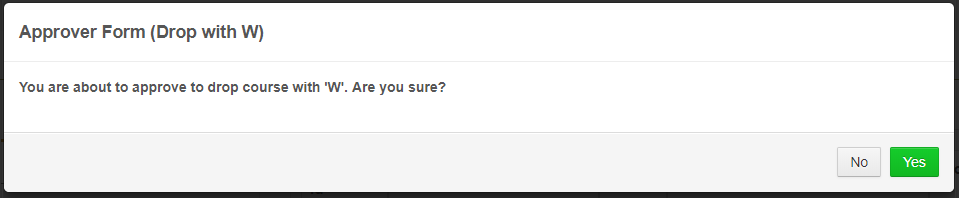 Approver Form (Drop with W)
You are about to approve to drop course with 'W'. Are you sure?
No
Yes